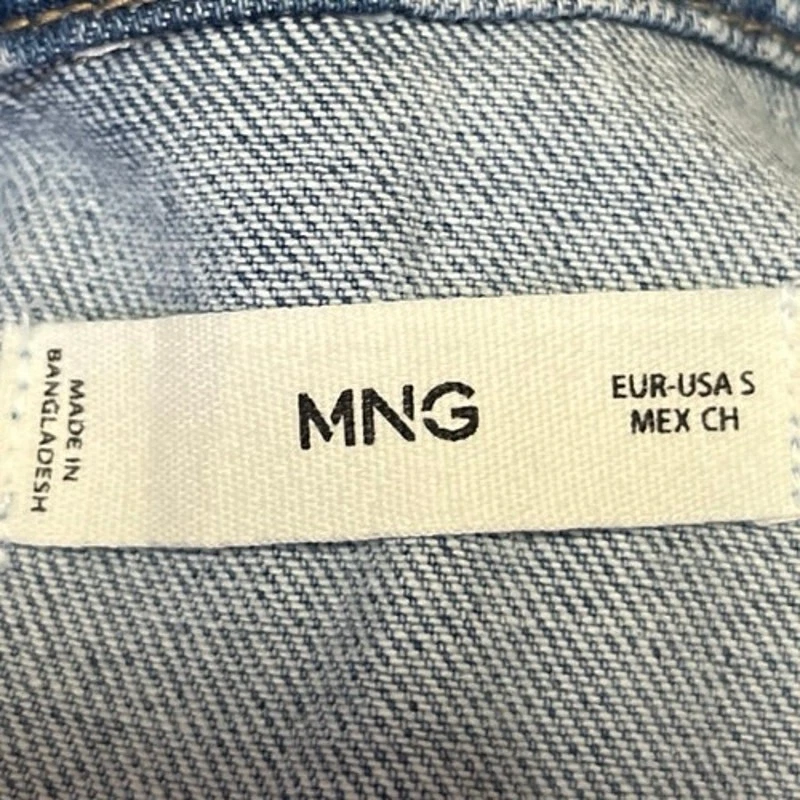 MADE IN
BANGLADESH
MNG
EUR-USA S
MEX CH